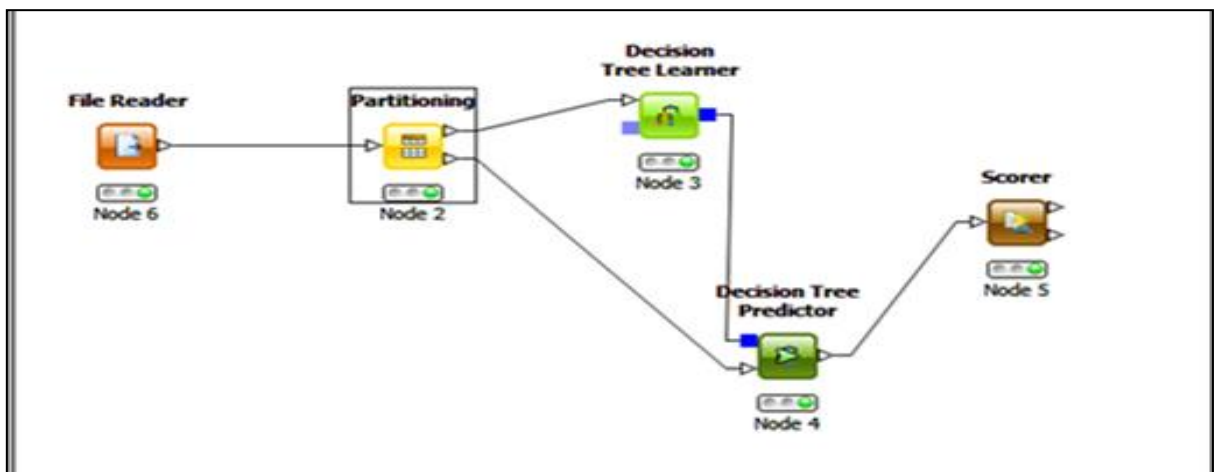 File Reader
Node 6
Partitioning
Node 2
Decision
Tree Learner
Node 3
Decision Tree
Predictor
Node 4
Scorer
Node 5